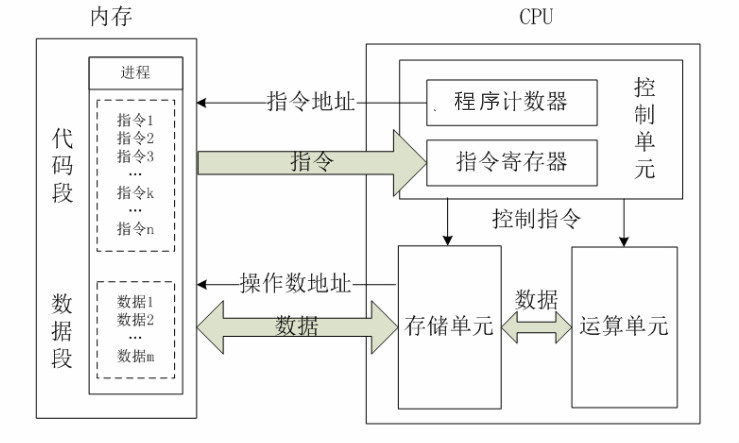 内存
CPU
进程
代码段
指令1
指令2
指令3
…
指令k
…
指令n
数据段
数据1
数据2
…
数据m
指令地址
指令
操作数地址
数据
程序计数器
指令寄存器
控制单元
控制指令
存储单元
数据
运算单元